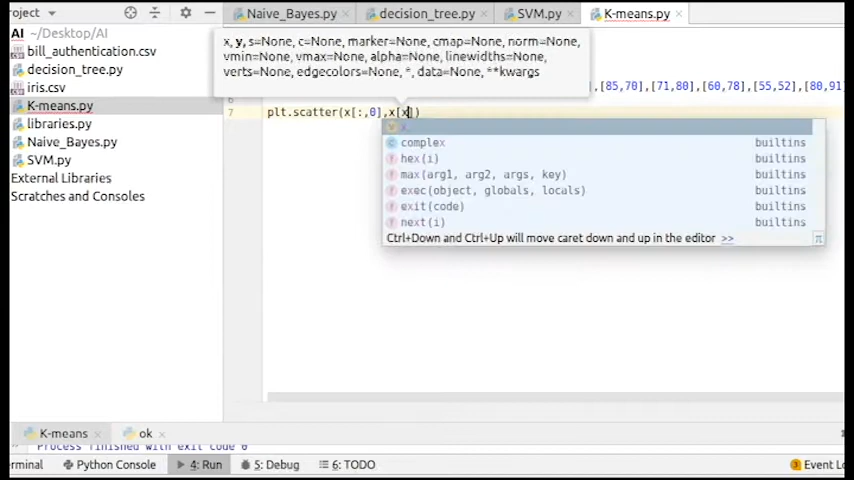 roject
Naive_Bayes.py
decision_tree.py
SVM.py
K-means.py
AI ~/Desktop/AI
bill_authentication.csv
decision_tree.py
iris.csv
K-means.py
libraries.py
Naive_Bayes.py
SVM.py
External Libraries
Scratches and Consoles
x, y, s=None, c=None, marker=None, cmap=None, norm=None,
vmin=None, vmax=None, alpha=None, linewidths=None,
verts=None, edgecolors=None, *, data=None, **kwargs
,[85,70],[71,80],[60,78],[55,52],[80,91]
6
7 plt.scatter(x[:,0],x[x])
x
complex builtins
hex(i) builtins
max(arg1, arg2, args, key) builtins
exec(object, globals, locals) builtins
exit(code) builtins
next(i) builtins
Ctrl+Down and Ctrl+Up will move caret down and up in the editor >> π
K-means
ok
Process finished with exit code 0
rminal
Python Console
4: Run
5: Debug
6: TODO
3 Event Lo